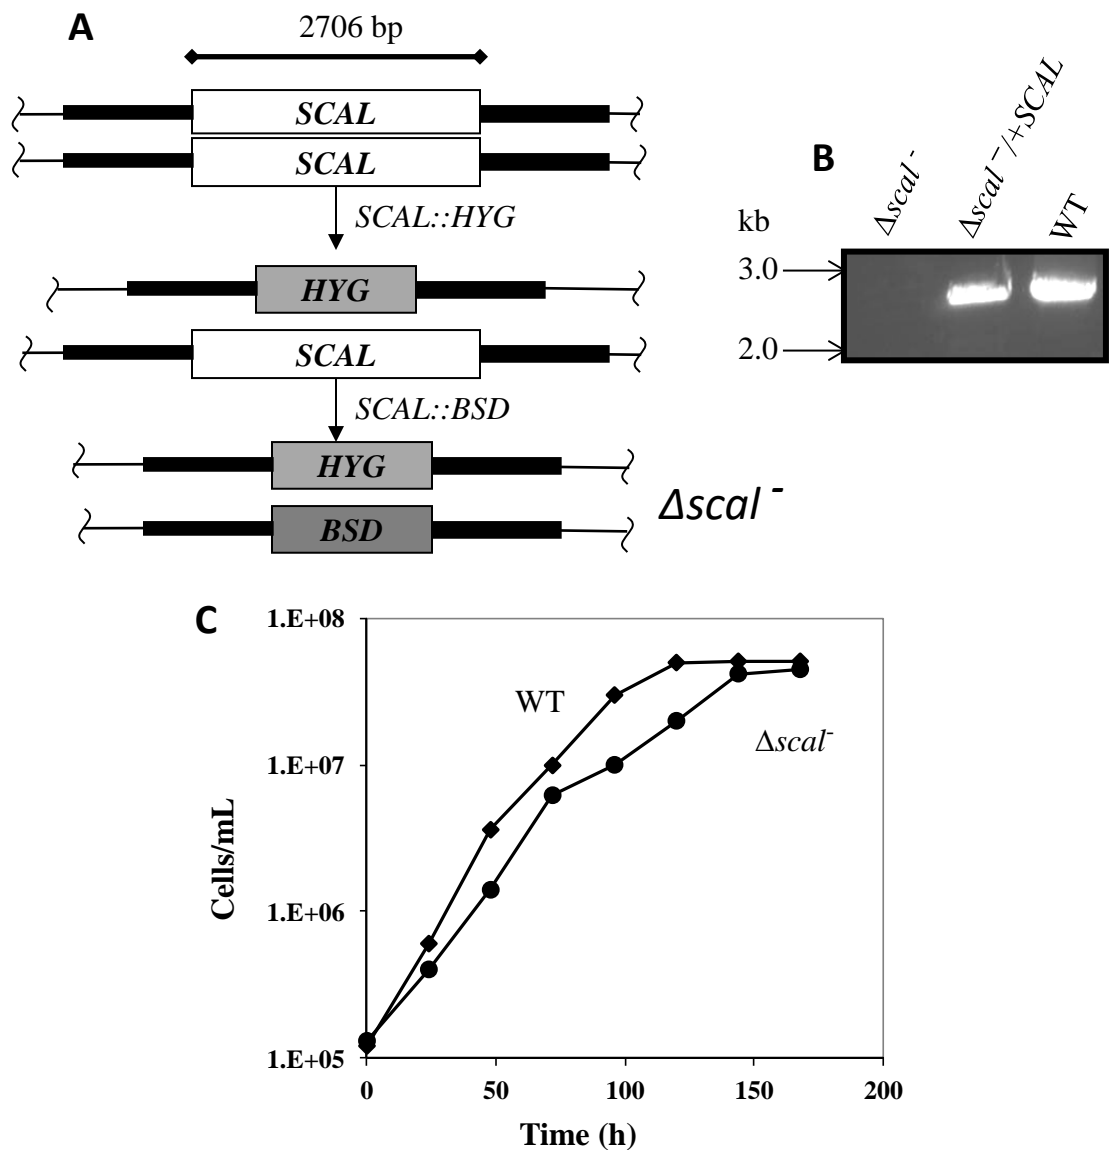 A
2706 bp
SCAL
SCAL
SCAL::HYG
HYG
SCAL
SCAL::BSD
HYG
BSD
Δscal -
B
kb
Δscal -
Δscal -/+SCAL
WT
3.0
2.0
C
1.E+08
1.E+07
1.E+06
1.E+05
Cells/mL
WT
Δscal-
0
50
100
150
200
Time (h)